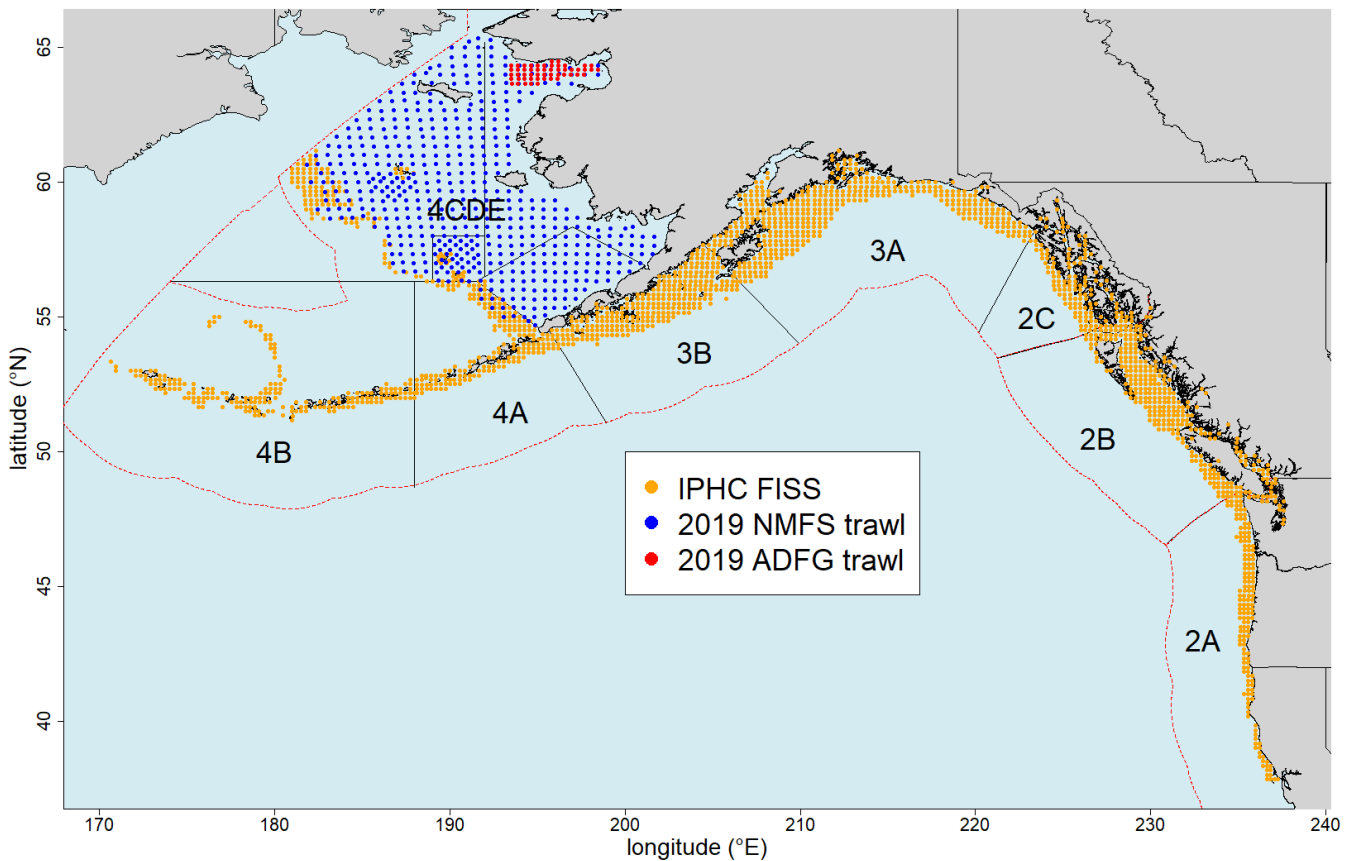 65
60
55
50
45
40
latitude (°N)
4CDE
3A
2C
3B
4A
4B
2B
2A
IPHC FISS
2019 NMFS trawl
2019 ADFG trawl
170 180 190 200 210 220 230 240
longitude (°E)